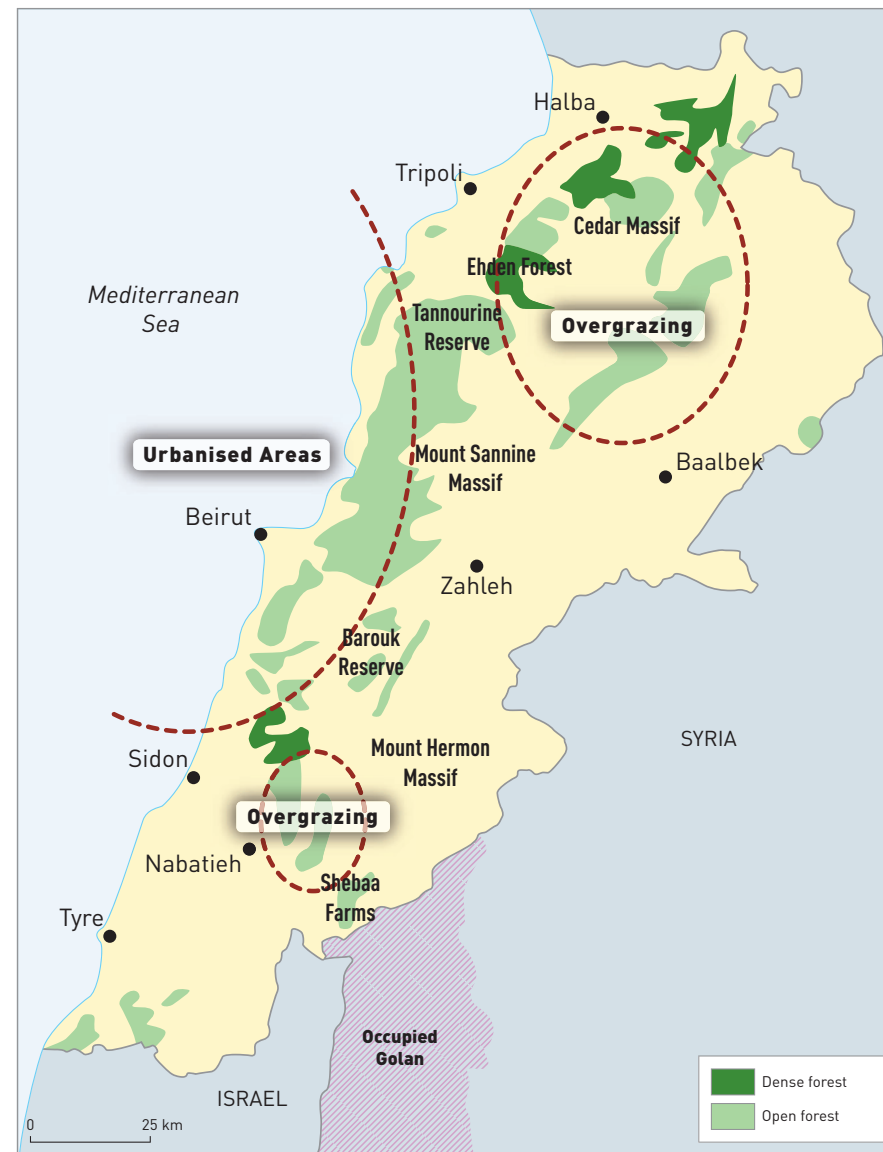 Halba
Tripoli
Cedar Massif
Ehden Forest
Mediterranean
Sea
Tannourine
Reserve
Overgrazing
Urbanised Areas
Mount Sannine
Massif
Baalbek
Beirut
Zahleh
Barouk
Reserve
SYRIA
Mount Hermon
Massif
Sidon
Overgrazing
Nabatieh
Shebaa
Farms
Tyre
Occupied
Golan
ISRAEL
Dense forest
Open forest
0 25 km